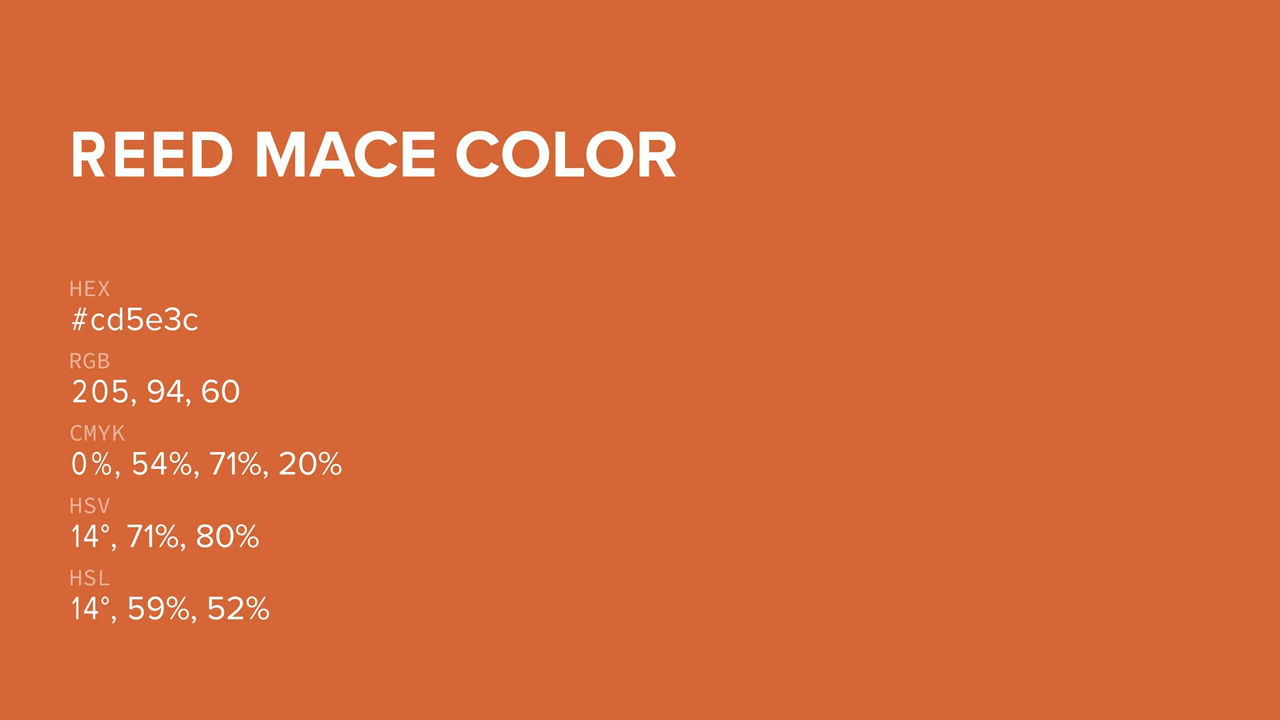 REED MACE COLOR
HEX
#cd5e3c
RGB
205, 94, 60
CMYK
0%, 54%, 71%, 20%
HSV
14°, 71%, 80%
HSL
14°, 59%, 52%